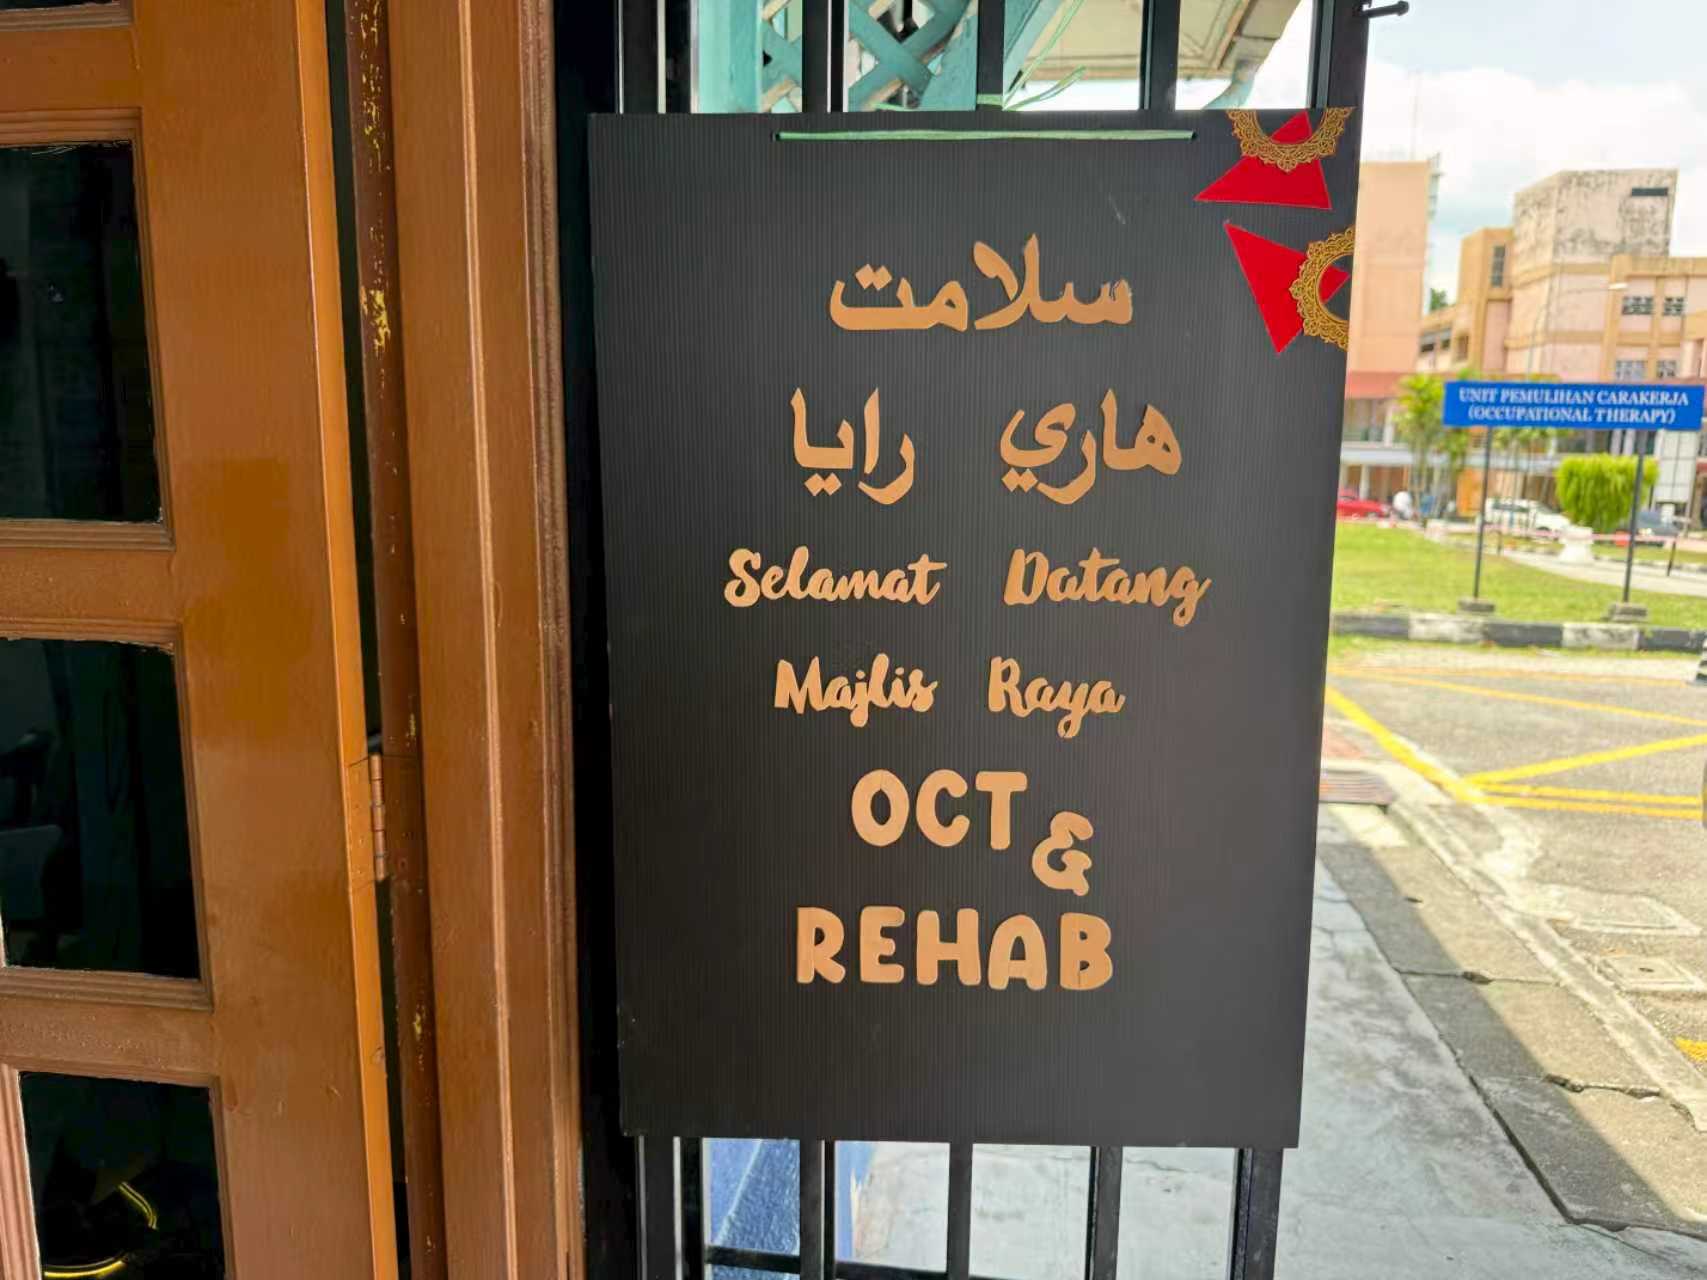 سلامت
هاري رايا
Selamat Datang
Majlis Raya
OCT &
REHAB
UNIT PEMULIHAN CARAKERJA
(OCCUPATIONAL THERAPY)